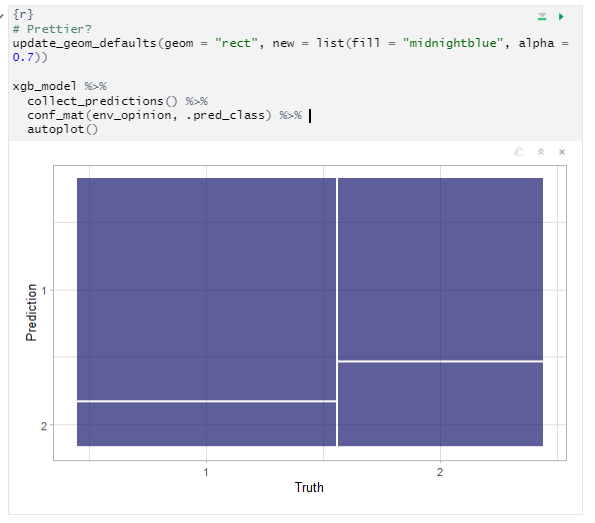 {r}
# Prettier?
update_geom_defaults(geom = "rect", new = list(fill = "midnightblue", alpha =
0.7))
xgb_model %>%
  collect_predictions() %>%
  conf_mat(env_opinion, .pred_class) %>%
  autoplot()
Prediction
1
2
1
2
Truth